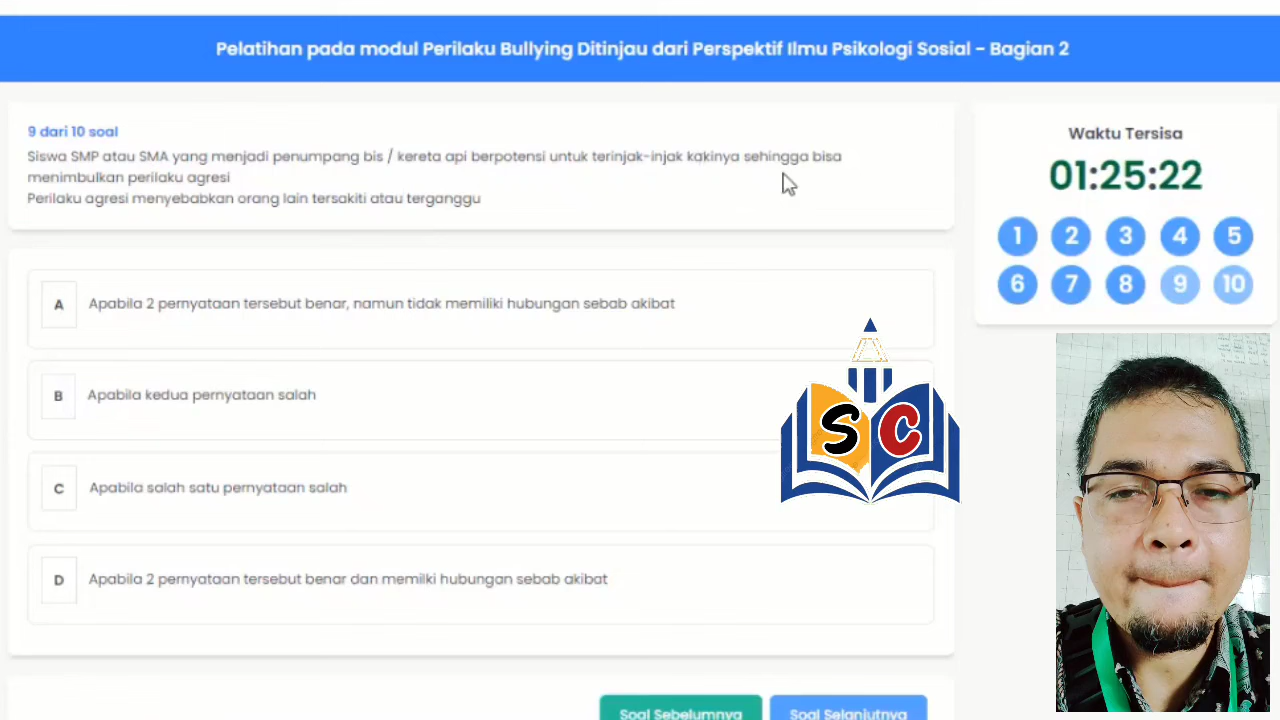 Pelatihan pada modul Perilaku Bullying Ditinjau dari Perspektif Ilmu Psikologi Sosial - Bagian 2
9 dari 10 soal
Siswa SMP atau SMA yang menjadi penumpang bis / kereta api berpotensi untuk terinjak-injak kakinya sehingga bisa
menimbulkan perilaku agresi
Perilaku agresi menyebabkan orang lain tersakiti atau terganggu
A Apabila 2 pernyataan tersebut benar, namun tidak memiliki hubungan sebab akibat
B Apabila kedua pernyataan salah
C Apabila salah satu pernyataan salah
D Apabila 2 pernyataan tersebut benar dan memilki hubungan sebab akibat
Soal Sebelumnya Soal Selanjutnya
Waktu Tersisa
01:25:22
1 2 3 4 5
6 7 8 9 10
S C